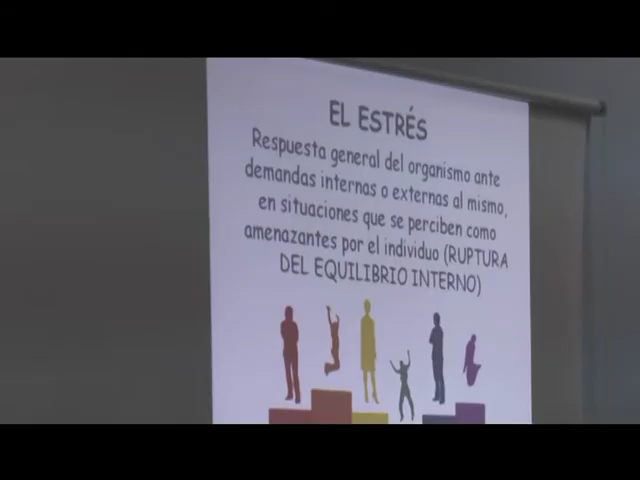 EL ESTRÉS
Respuesta general del organismo ante
demandas internas o externas al mismo,
en situaciones que se perciben como
amenazantes por el individuo (RUPTURA
DEL EQUILIBRIO INTERNO)